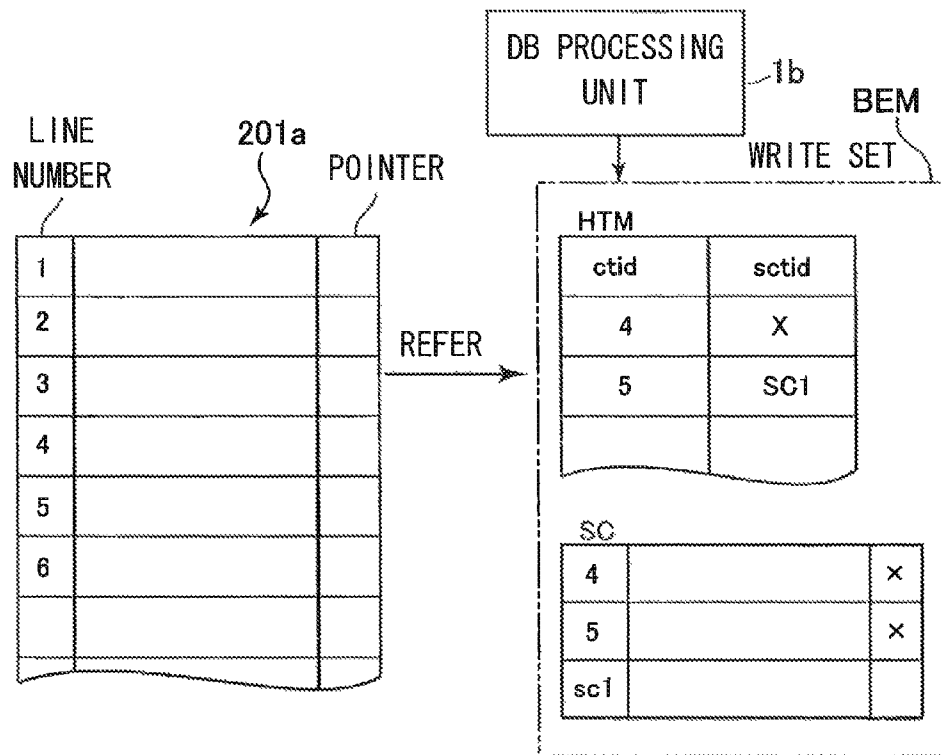 DB PROCESSING
UNIT
1b
BEM
WRITE SET
LINE
NUMBER
201a
POINTER
1
2
3
4
5
6
REFER
HTM
ctid sctid
4 X
5 SC1
SC
4 ×
5 ×
sc1